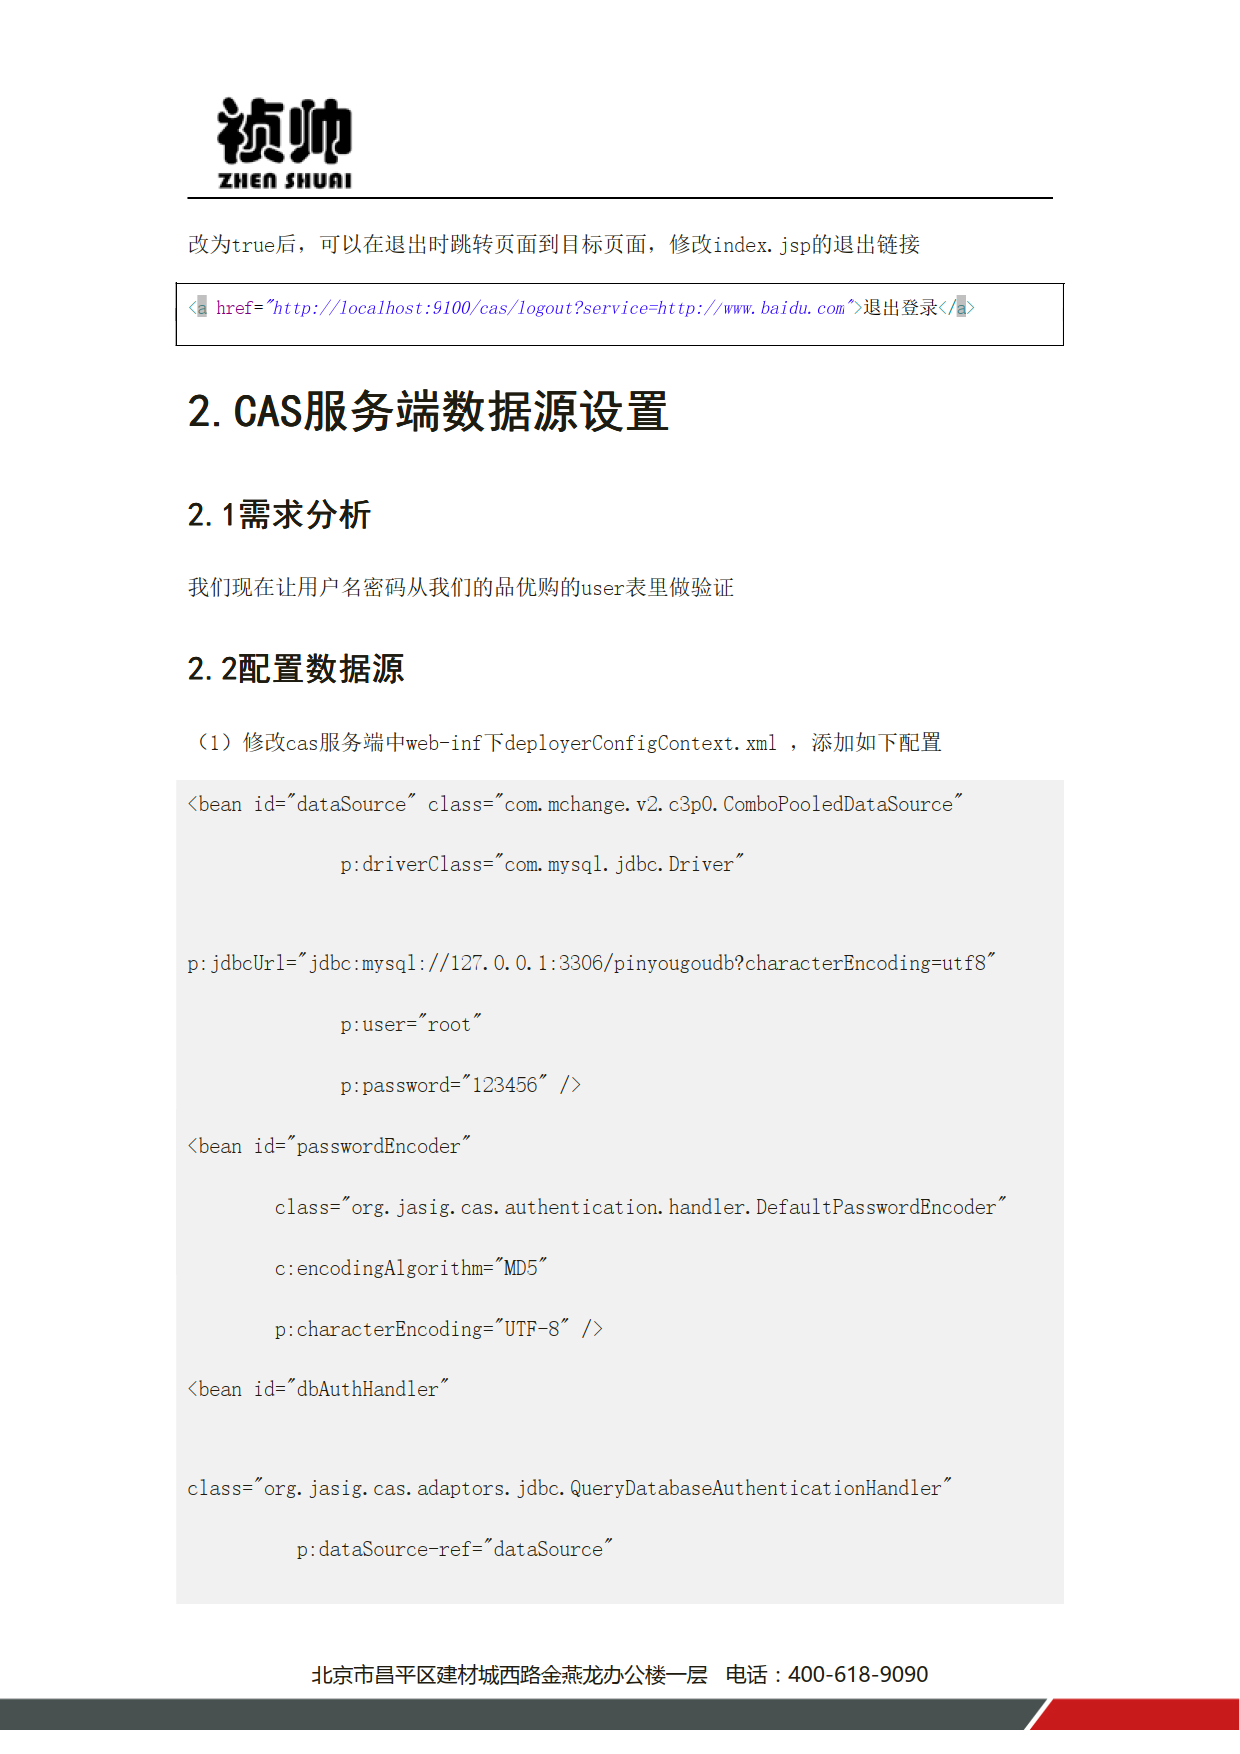 祯帅
ZHEN SHUAI
改为true后，可以在退出时跳转页面到目标页面，修改index.jsp的退出链接
<a href="http://localhost:9100/cas/logout?service=http://www.baidu.com">退出登录</a>
2.CAS服务端数据源设置
2.1需求分析
我们现在让用户名密码从我们的品优购的user表里做验证
2.2配置数据源
（1）修改cas服务端中web-inf下deployerConfigContext.xml ，添加如下配置
<bean id="dataSource" class="com.mchange.v2.c3p0.ComboPooledDataSource"
p:driverClass="com.mysql.jdbc.Driver"
p:jdbcUrl="jdbc:mysql://127.0.0.1:3306/pinyougoudb?characterEncoding=utf8"
p:user="root"
p:password="123456" />
<bean id="passwordEncoder"
class="org.jasig.cas.authentication.handler.DefaultPasswordEncoder"
c:encodingAlgorithm="MD5"
p:characterEncoding="UTF-8" />
<bean id="dbAuthHandler"
class="org.jasig.cas.adaptors.jdbc.QueryDatabaseAuthenticationHandler"
p:dataSource-ref="dataSource"
北京市昌平区建材城西路金燕龙办公楼一层 电话：400-618-9090